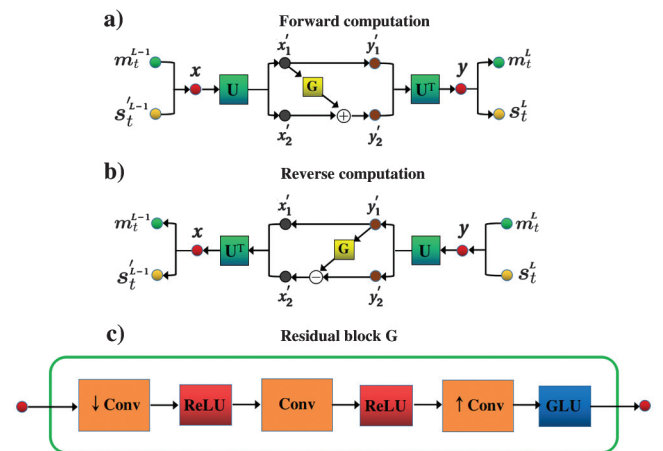 a) Forward computation
m_t^{L-1} x x'_1 y'_1 y m_t^L
U G U^T
s'_t^{L-1} x'_2 + y'_2 s_t^L
b) Reverse computation
m_t^{L-1} x x'_1 y'_1 y m_t^L
U^T G U
s'_t^{L-1} x'_2 − y'_2 s_t^L
c) Residual block G
↓ Conv ReLU Conv ReLU ↑ Conv GLU